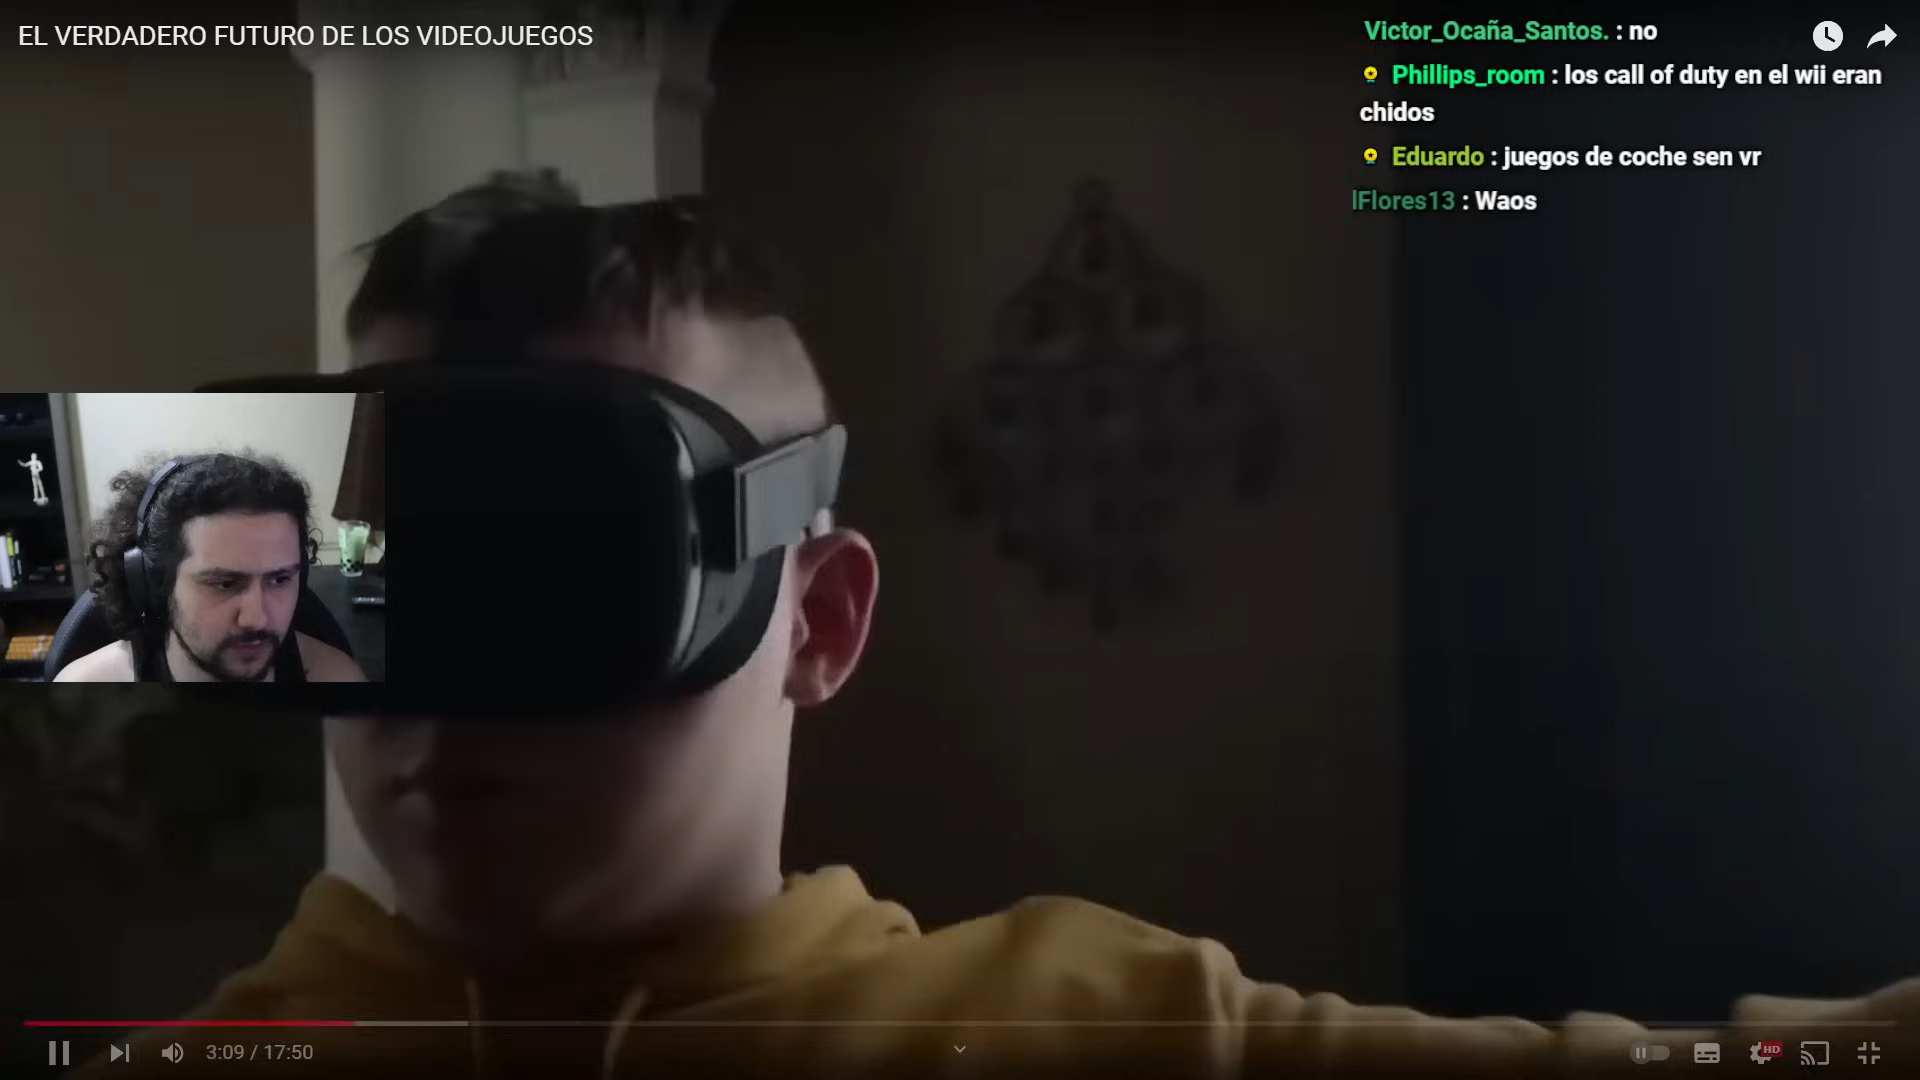 EL VERDADERO FUTURO DE LOS VIDEOJUEGOS
Victor_Ocaña_Santos. : no
Phillips_room : los call of duty en el wii eran
chidos
Eduardo : juegos de coche sen vr
lFlores13 : Waos
3:09 / 17:50
HD